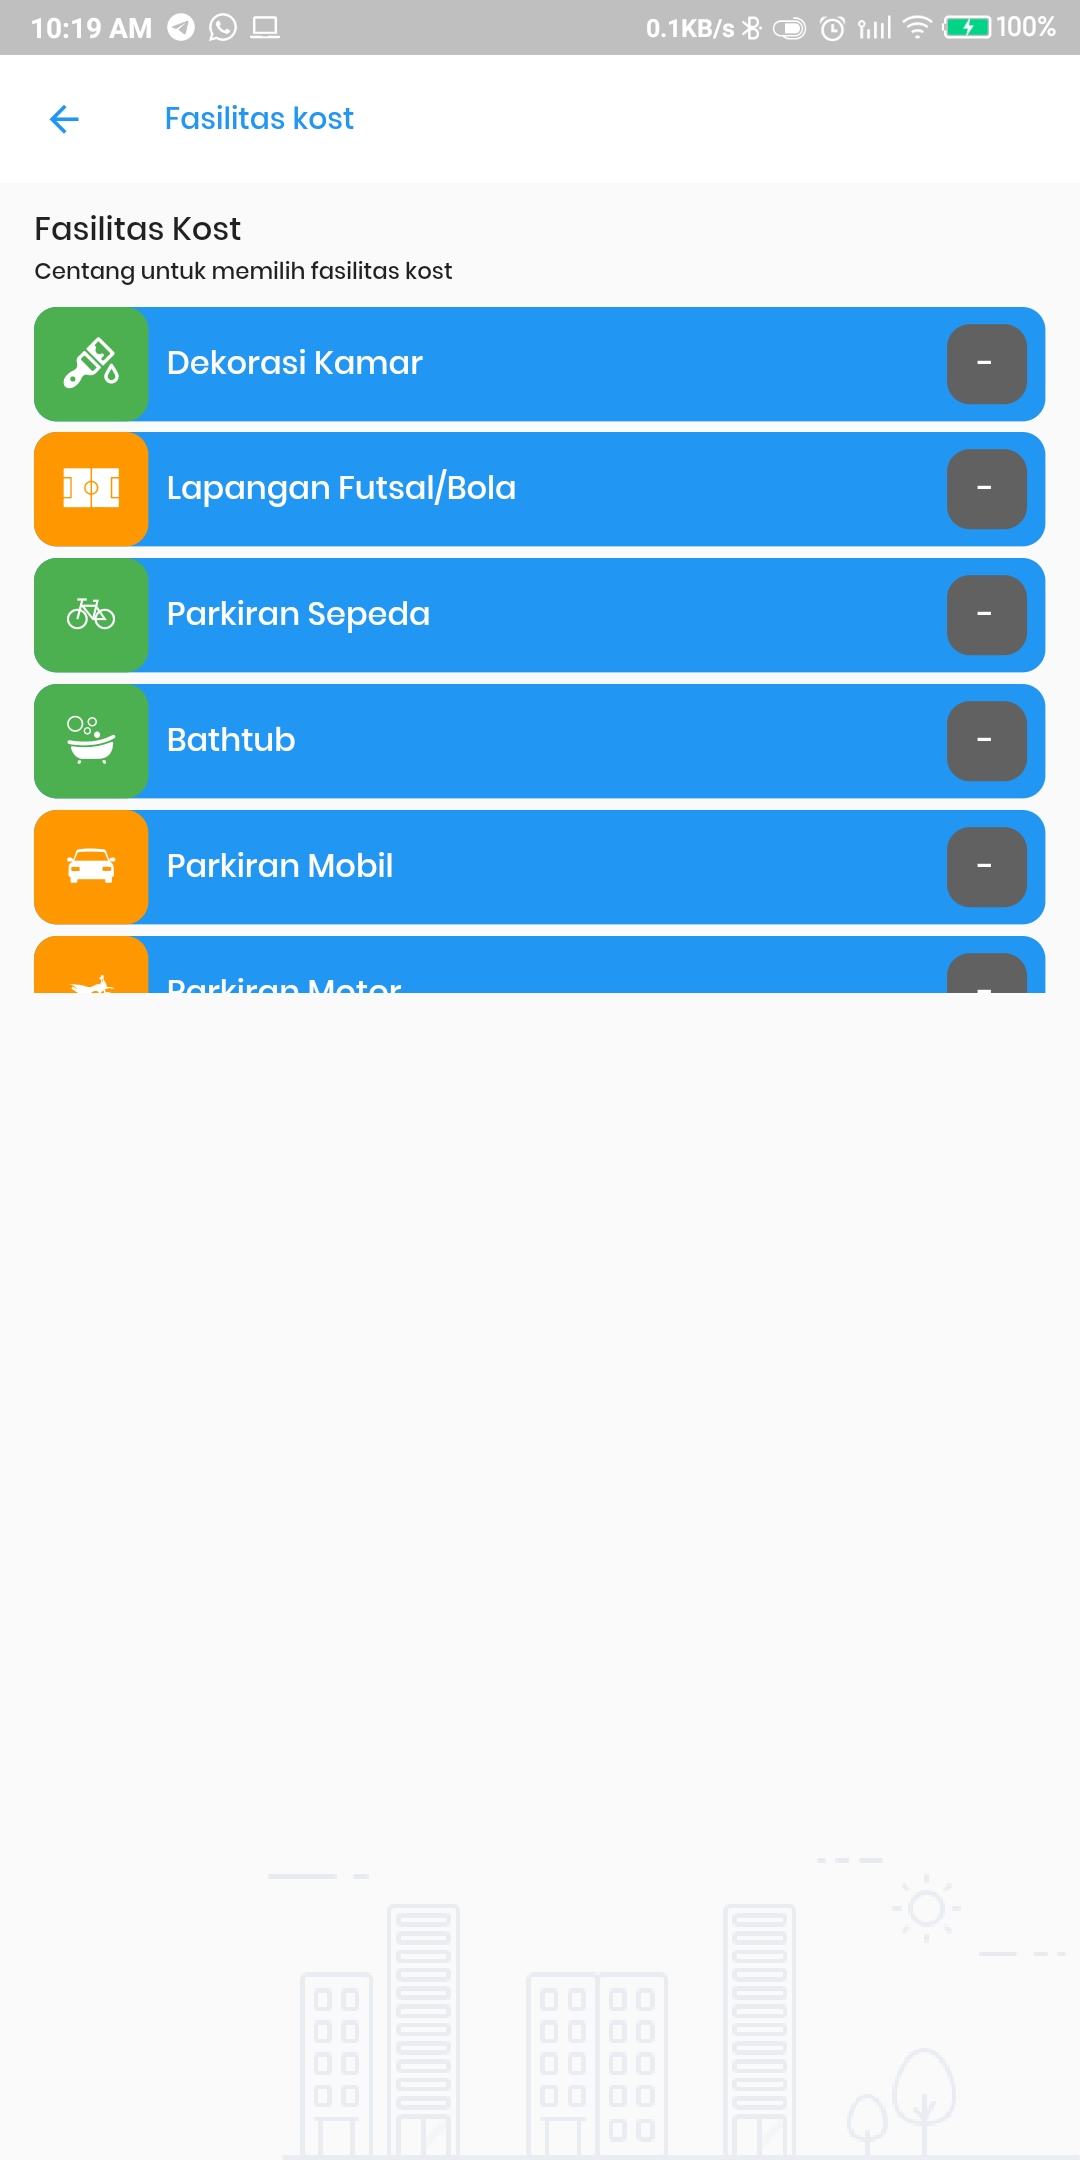 10:19 AM 0.1KB/s 100%
Fasilitas kost
Fasilitas Kost
Centang untuk memilih fasilitas kost
Dekorasi Kamar -
Lapangan Futsal/Bola -
Parkiran Sepeda -
Bathtub -
Parkiran Mobil -
Parkiran Motor -